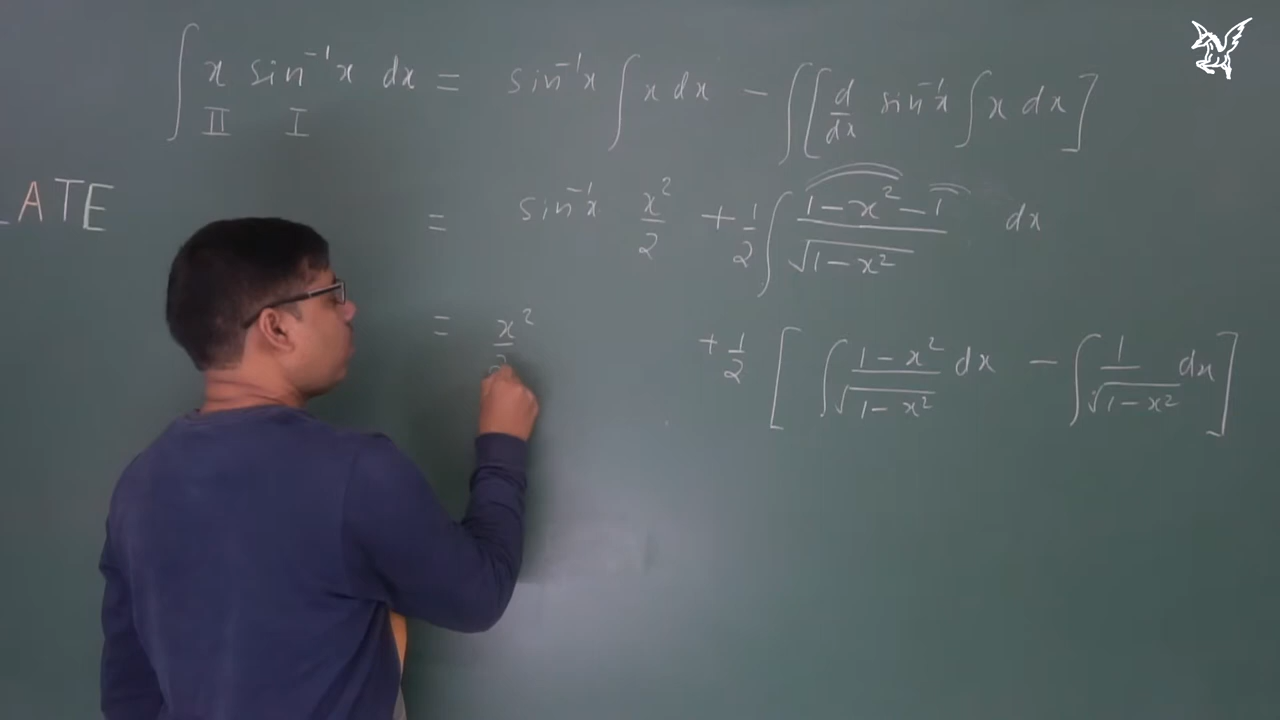 ∫ x sin⁻¹x dx = sin⁻¹x ∫ x dx − ∫ [ d/dx sin⁻¹x ∫ x dx ]
II I
LATE
= sin⁻¹x x²/2 + 1/2 ∫ (1 − x² − 1)/√(1 − x²) dx
= x²/2 + 1/2 [ ∫ (1 − x²)/√(1 − x²) dx − ∫ 1/√(1 − x²) dx ]